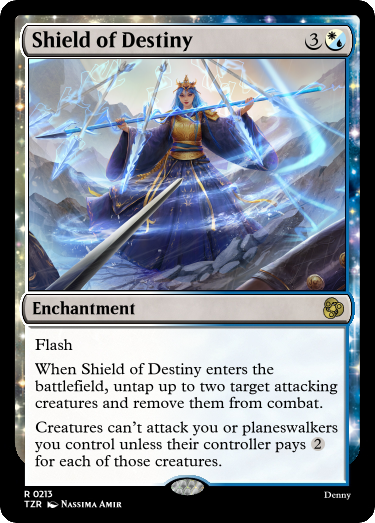 Shield of Destiny 3
Enchantment
Flash
When Shield of Destiny enters the
battlefield, untap up to two target attacking
creatures and remove them from combat.
Creatures can't attack you or planeswalkers
you control unless their controller pays 2
for each of those creatures.
R 0213
TZR Nassima Amir
Denny